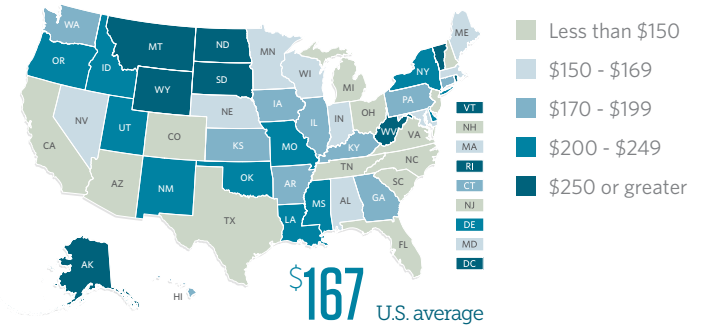 WA
OR
ID
MT
ND
SD
WY
MN
WI
MI
ME
NY
PA
NV
UT
CO
NE
IA
IL
IN
OH
WV
VA
CA
KS
MO
KY
NC
TN
AZ
NM
OK
AR
SC
TX
LA
MS
AL
GA
FL
AK
HI
VT
NH
MA
RI
CT
NJ
DE
MD
DC
Less than $150
$150 - $169
$170 - $199
$200 - $249
$250 or greater
$167 U.S. average